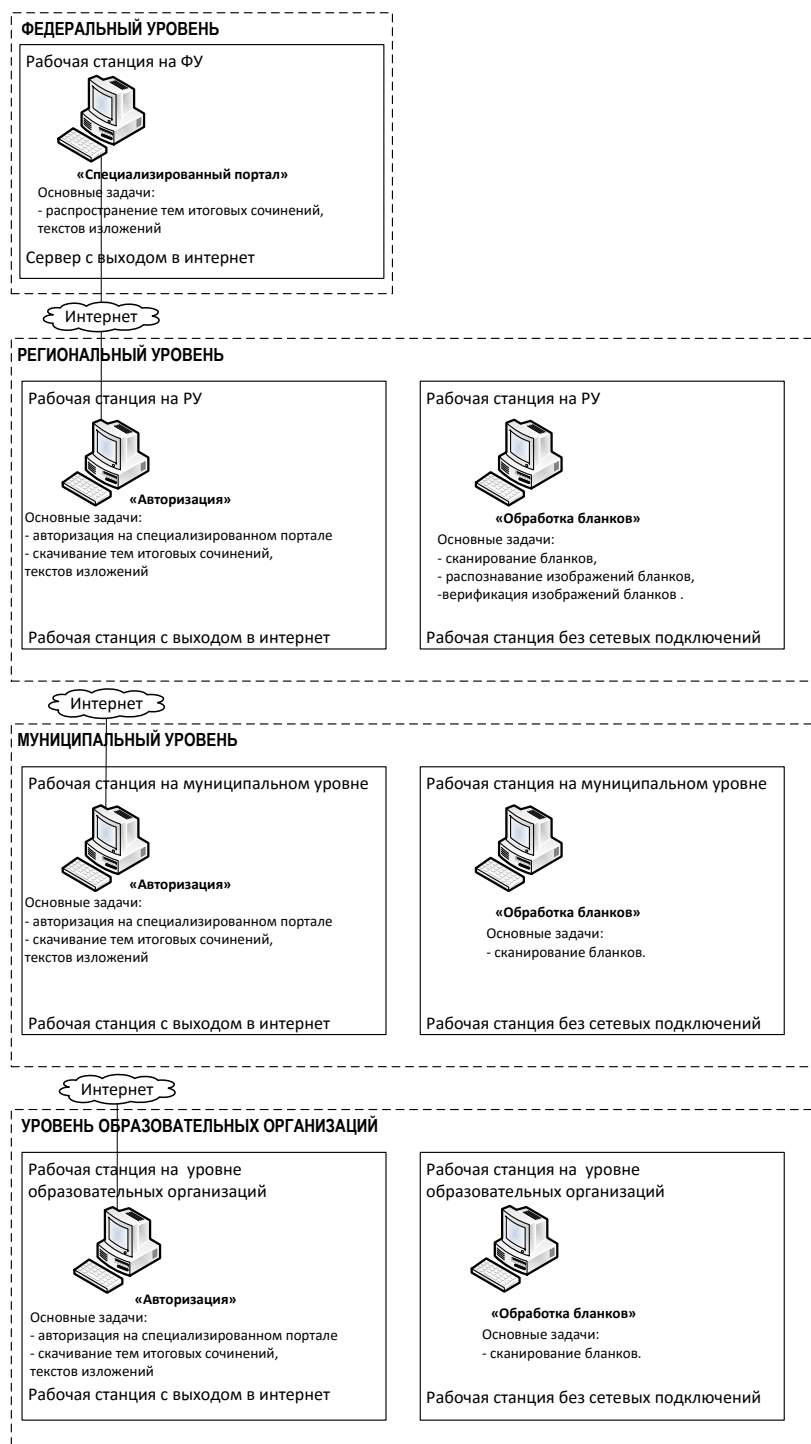 ФЕДЕРАЛЬНЫЙ УРОВЕНЬ
Рабочая станция на ФУ
«Специализированный портал»
Основные задачи:
- распространение тем итоговых сочинений,
текстов изложений
Сервер с выходом в интернет
Интернет
РЕГИОНАЛЬНЫЙ УРОВЕНЬ
Рабочая станция на РУ
«Авторизация»
Основные задачи:
- авторизация на специализированном портале
- скачивание тем итоговых сочинений,
текстов изложений
Рабочая станция с выходом в интернет
Рабочая станция на РУ
«Обработка бланков»
Основные задачи:
- сканирование бланков,
- распознавание изображений бланков,
-верификация изображений бланков .
Рабочая станция без сетевых подключений
Интернет
МУНИЦИПАЛЬНЫЙ УРОВЕНЬ
Рабочая станция на муниципальном уровне
«Авторизация»
Основные задачи:
- авторизация на специализированном портале
- скачивание тем итоговых сочинений,
текстов изложений
Рабочая станция с выходом в интернет
Рабочая станция на муниципальном уровне
«Обработка бланков»
Основные задачи:
- сканирование бланков.
Рабочая станция без сетевых подключений
Интернет
УРОВЕНЬ ОБРАЗОВАТЕЛЬНЫХ ОРГАНИЗАЦИЙ
Рабочая станция на уровне
образовательных организаций
«Авторизация»
Основные задачи:
- авторизация на специализированном портале
- скачивание тем итоговых сочинений,
текстов изложений
Рабочая станция с выходом в интернет
Рабочая станция на уровне
образовательных организаций
«Обработка бланков»
Основные задачи:
- сканирование бланков.
Рабочая станция без сетевых подключений